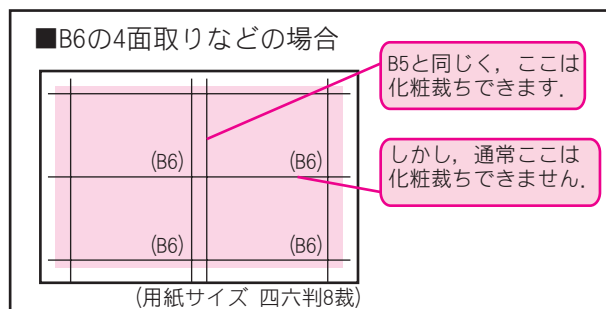 ■B6の4面取りなどの場合
B5と同じく，ここは
化粧裁ちできます．
しかし，通常ここは
化粧裁ちできません．
(B6) (B6)
(B6) (B6)
(用紙サイズ 四六判8裁)